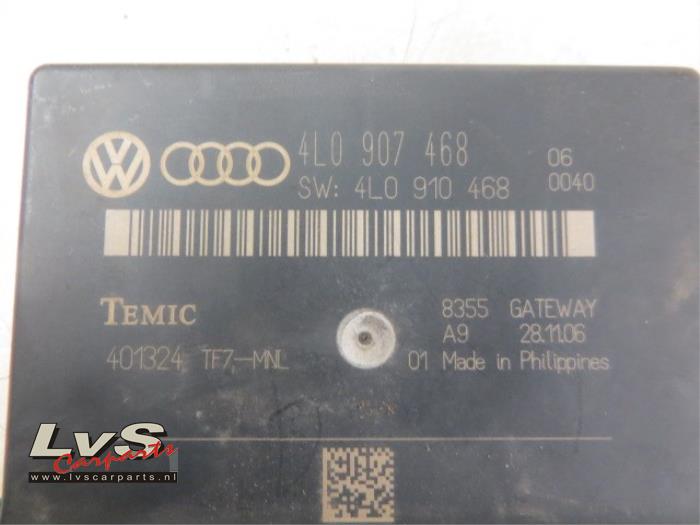 4L0 907 468 06
SW: 4L0 910 468 0040
TEMIC 8355 GATEWAY
A9 28.11.06
401324 TF7,-MNL 01 Made in Philippines
LvS
Carparts
www.lvscarparts.nl